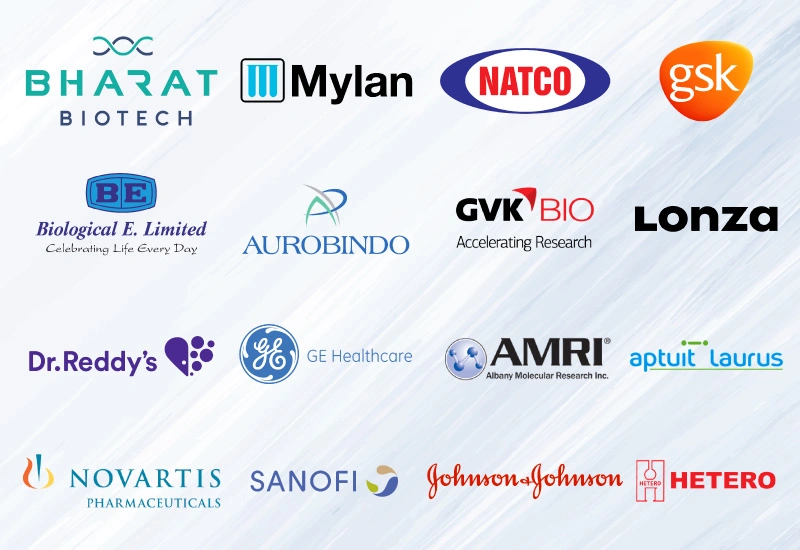 BHARAT
BIOTECH
Mylan
NATCO
gsk
BE
Biological E. Limited
Celebrating Life Every Day
AUROBINDO
GVK BIO
Accelerating Research
Lonza
Dr.Reddy's
GE
GE Healthcare
AMRI®
Albany Molecular Research Inc.
aptuit laurus
NOVARTIS
PHARMACEUTICALS
SANOFI
Johnson & Johnson
HETERO
HETERO